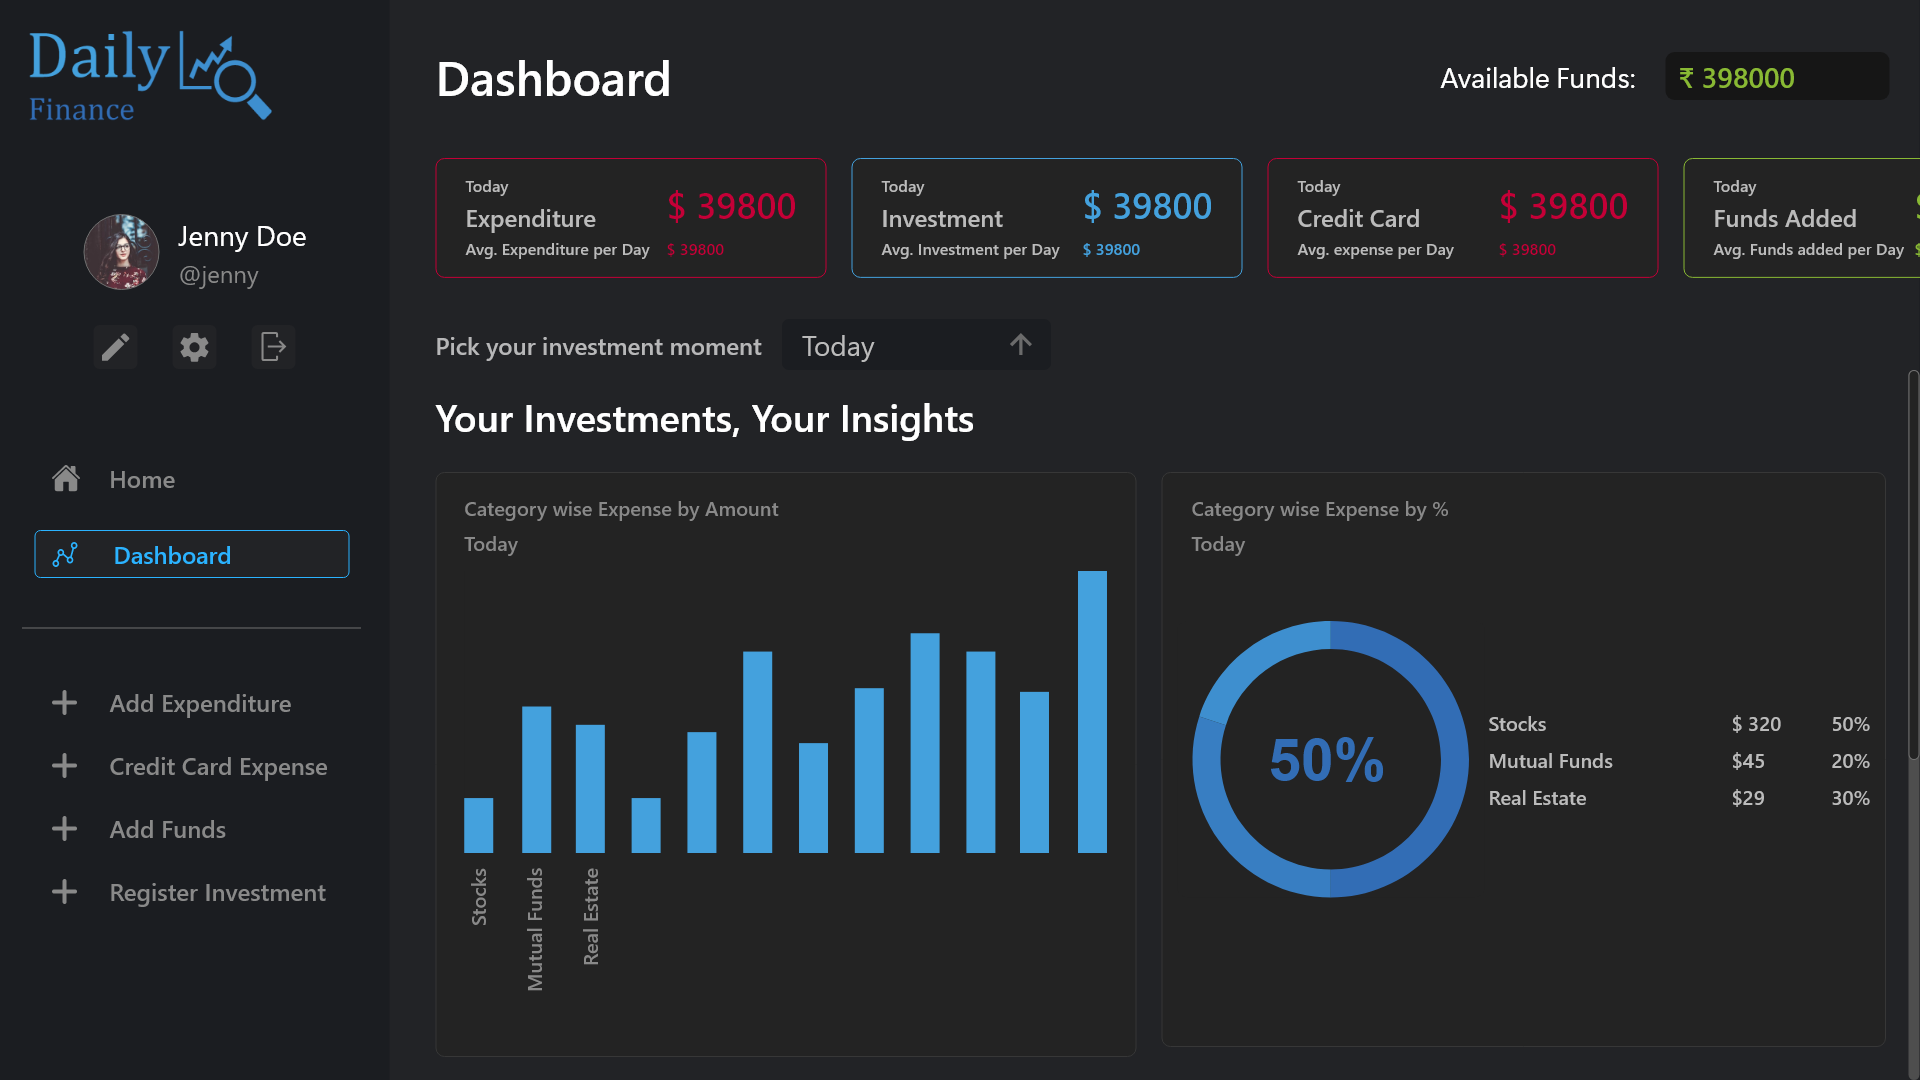 Daily
Finance
Jenny Doe
@jenny
Home
Dashboard
Add Expenditure
Credit Card Expense
Add Funds
Register Investment
Dashboard
Available Funds:
₹ 398000
Today
Expenditure
$ 39800
Avg. Expenditure per Day
$ 39800
Today
Investment
$ 39800
Avg. Investment per Day
$ 39800
Today
Credit Card
$ 39800
Avg. expense per Day
$ 39800
Today
Funds Added
Avg. Funds added per Day
Pick your investment moment
Today
Your Investments, Your Insights
Category wise Expense by Amount
Today
Stocks
Mutual Funds
Real Estate
Category wise Expense by %
Today
50%
Stocks $ 320 50%
Mutual Funds $45 20%
Real Estate $29 30%